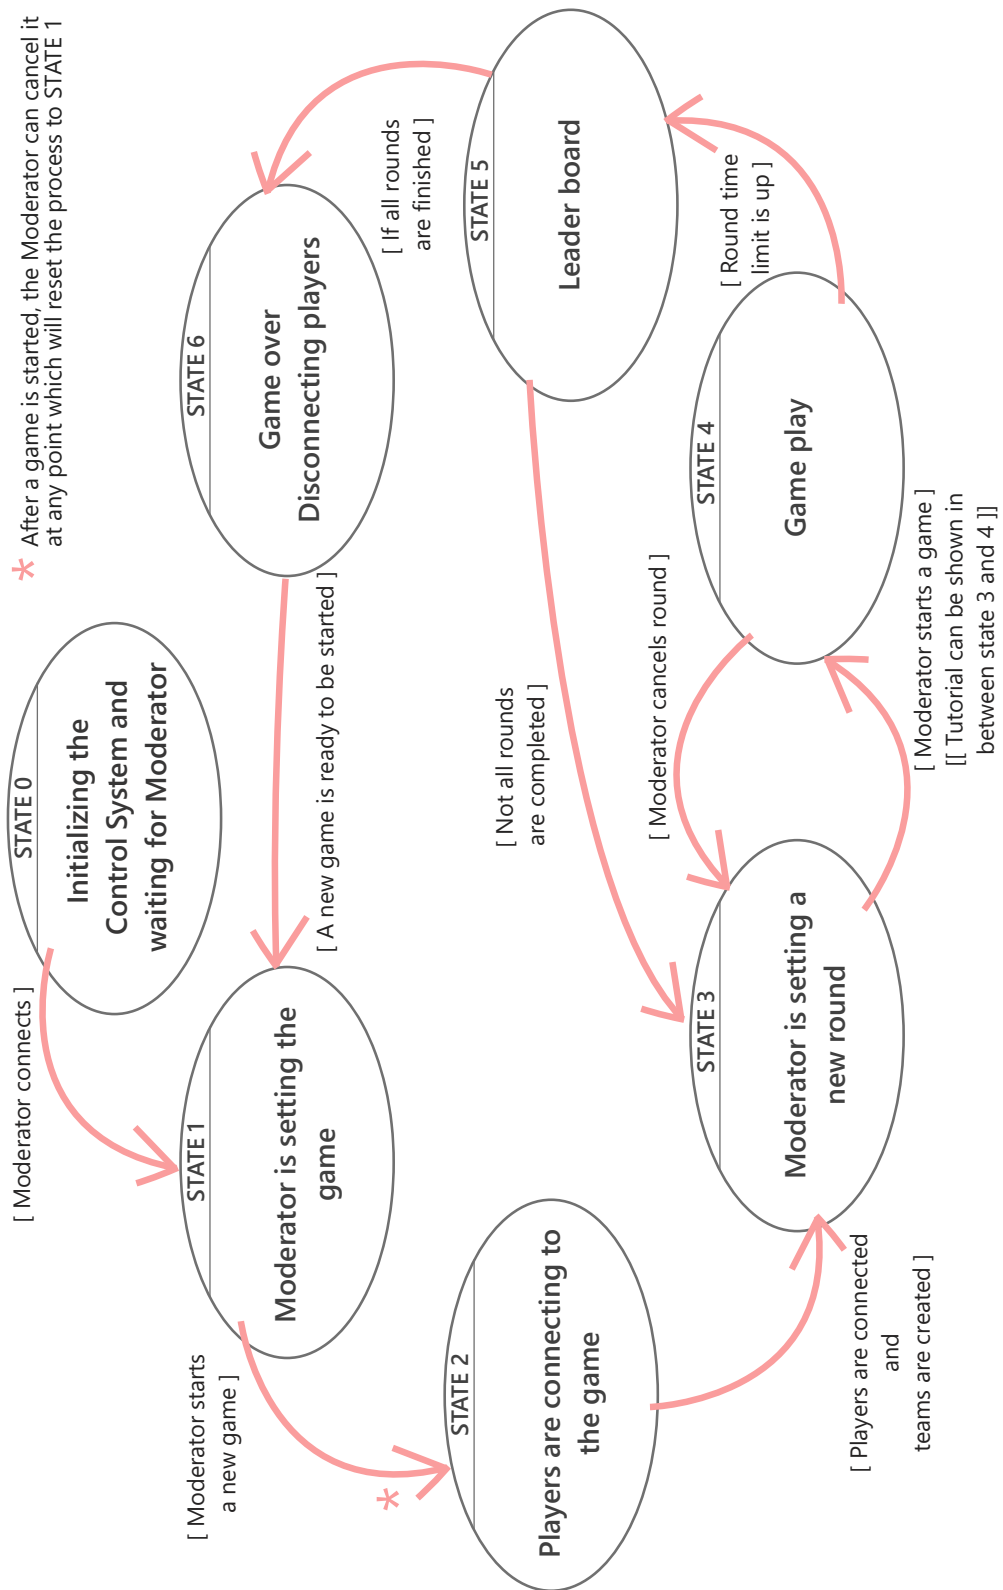 * After a game is started, the Moderator can cancel it
at any point which will reset the process to STATE 1
STATE 0
Initializing the
Control System and
waiting for Moderator
[ Moderator connects ]
STATE 1
Moderator is setting the
game
[ Moderator starts
a new game ]
*
STATE 2
Players are connecting to
the game
[ Players are connected
and
teams are created ]
STATE 3
Moderator is setting a
new round
[ Moderator starts a game ]
[[ Tutorial can be shown in
between state 3 and 4 ]]
[ Moderator cancels round ]
STATE 4
Game play
[ Round time
limit is up ]
STATE 5
Leader board
[ Not all rounds
are completed ]
[ If all rounds
are finished ]
STATE 6
Game over
Disconnecting players
[ A new game is ready to be started ]